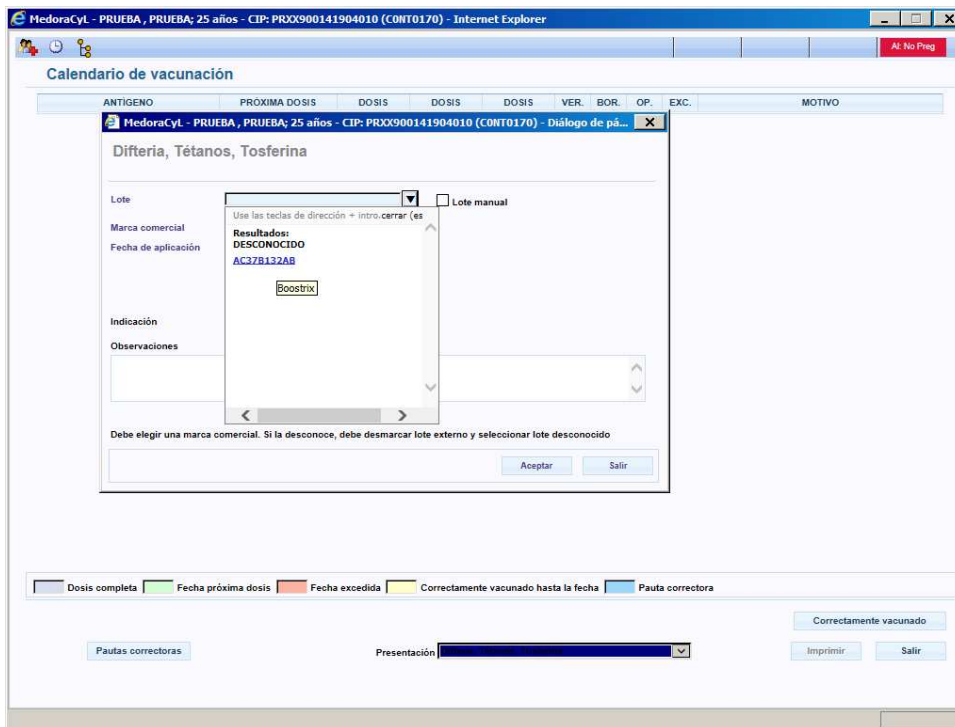 MedoraCyL - PRUEBA , PRUEBA; 25 años - CIP: PRXX900141904010 (C0NT0170) - Internet Explorer
Al: No Preg
Calendario de vacunación
ANTÍGENO PRÓXIMA DOSIS DOSIS DOSIS DOSIS VER. BOR. OP. EXC. MOTIVO
MedoraCyL - PRUEBA , PRUEBA; 25 años - CIP: PRXX900141904010 (C0NT0170) - Diálogo de pá...
Difteria, Tétanos, Tosferina
Lote
Lote manual
Use las teclas de dirección + intro.cerrar (es
Marca comercial
Resultados:
DESCONOCIDO
Fecha de aplicación
AC37B132AB
Boostrix
Indicación
Observaciones
Debe elegir una marca comercial. Si la desconoce, debe desmarcar lote externo y seleccionar lote desconocido
Aceptar Salir
Dosis completa Fecha próxima dosis Fecha excedida Correctamente vacunado hasta la fecha Pauta correctora
Correctamente vacunado
Pautas correctoras Presentación Difteria, Tétanos, Tosferina Imprimir Salir